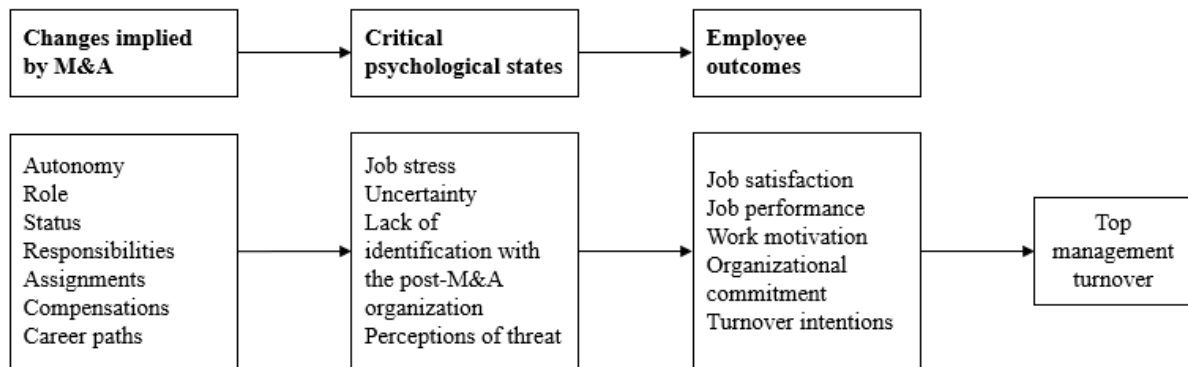 Changes implied
by M&A
Critical
psychological states
Employee
outcomes
Autonomy
Role
Status
Responsibilities
Assignments
Compensations
Career paths
Job stress
Uncertainty
Lack of
identification with
the post-M&A
organization
Perceptions of threat
Job satisfaction
Job performance
Work motivation
Organizational
commitment
Turnover intentions
Top
management
turnover